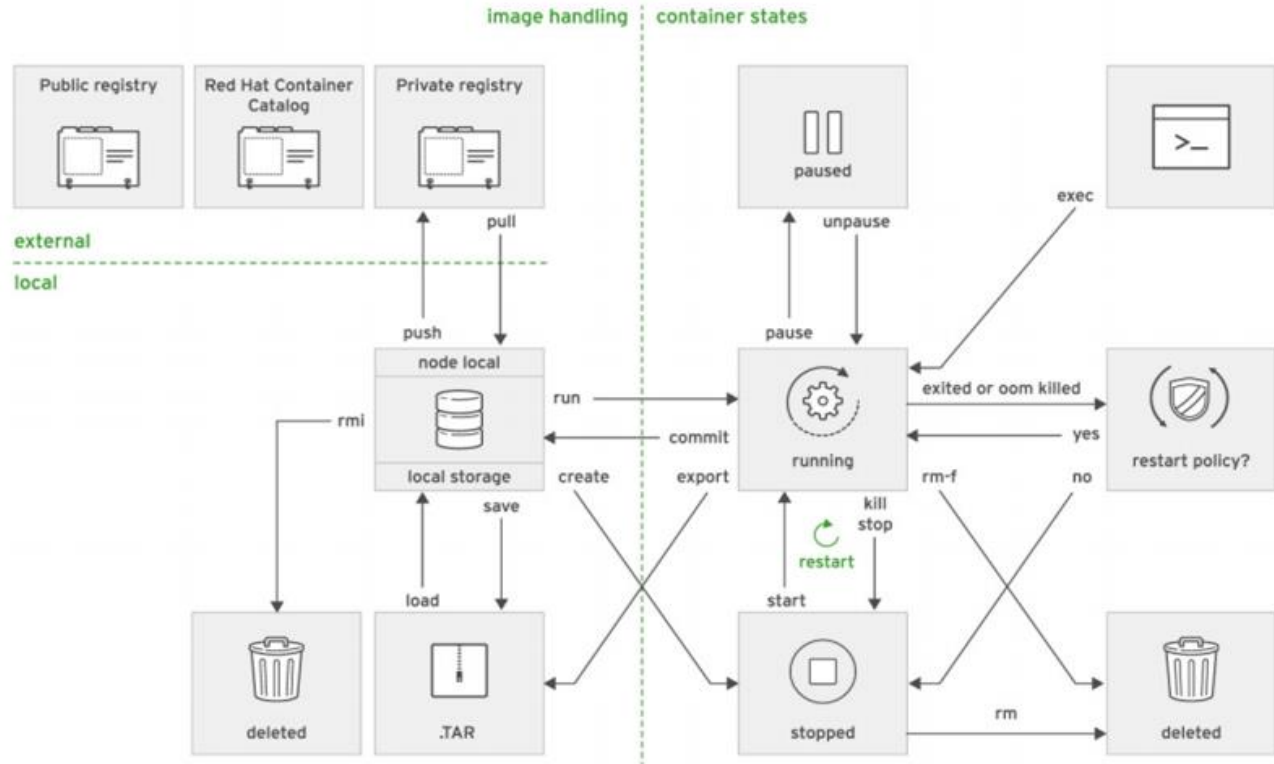 image handling
container states
Public registry
Red Hat Container
Catalog
Private registry
paused
>_
pull
unpause
exec
external
local
push
pause
node local
run
exited or oom killed
rmi
commit
yes
running
restart policy?
local storage
create
export
rm-f
no
save
kill
stop
restart
load
start
deleted
.TAR
stopped
rm
deleted